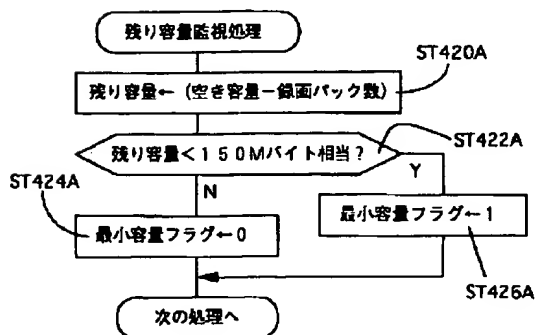 残り容量監視処理
ST420A
残り容量←(空き容量－録画パック数)
残り容量＜１５０Mバイト相当？
ST422A
Y
N
ST424A
最小容量フラグ←0
最小容量フラグ←1
ST426A
次の処理へ